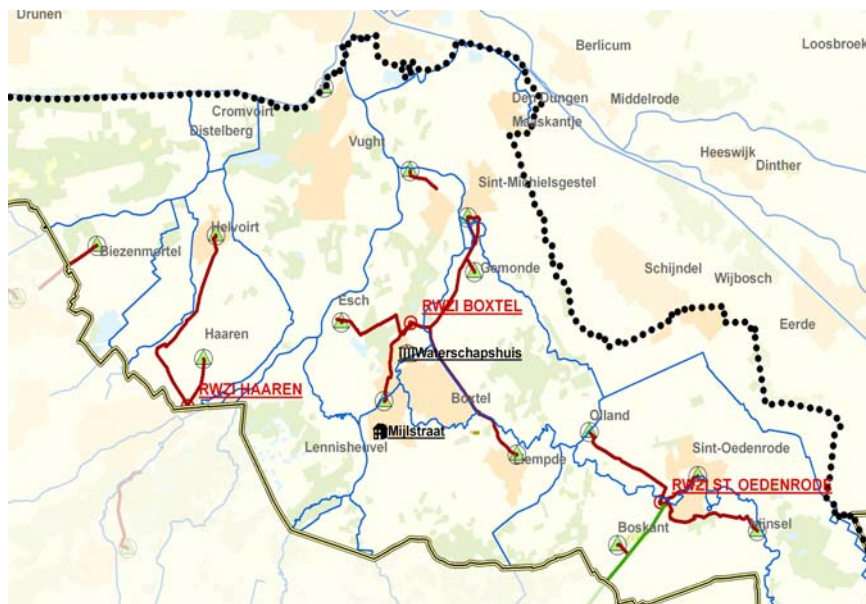 Drunen
Berlicum
Loosbroek
Cromvoirt
Den Dungen
Middelrode
Distelberg
Maaskantje
Vught
Heeswijk
Dinther
Sint-Michielsgestel
Helvoirt
Biezenmortel
Gemonde
Schijndel
Wijbosch
Esch
RWZI BOXTEL
Eerde
Haaren
Waterschapshuis
RWZI HAAREN
Boxtel
Olland
Mijlstraat
Lennisheuvel
Sint-Oedenrode
Liempde
RWZI ST. OEDENRODE
Boskant
Nijnsel